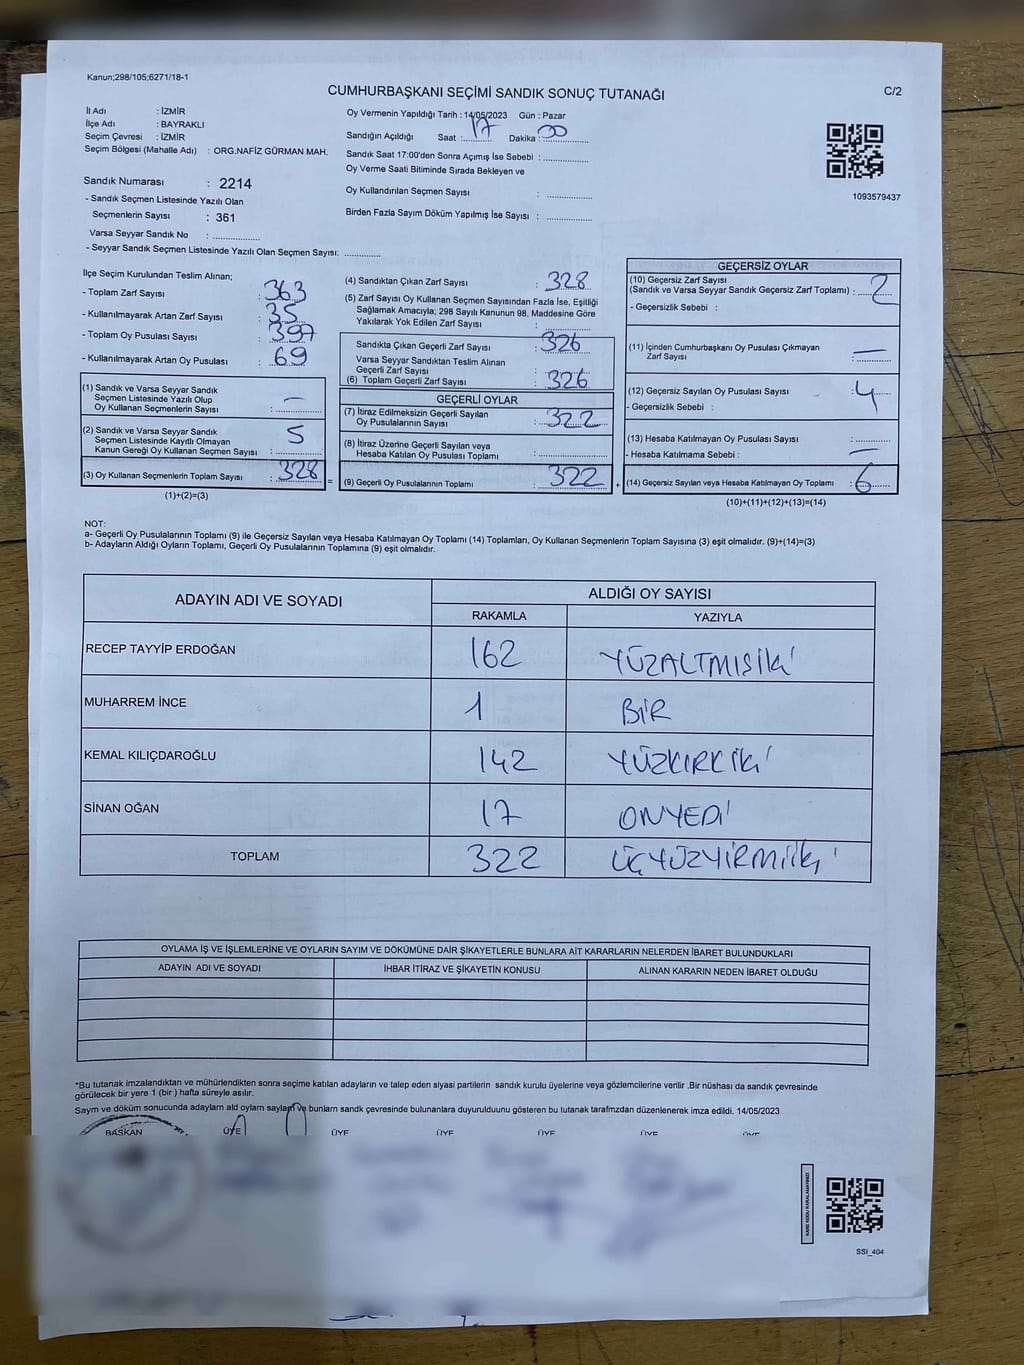 Kanun;298/105;6271/18-1
CUMHURBAŞKANI SEÇİMİ SANDIK SONUÇ TUTANAĞI
C/2
İl Adı : İZMİR
İlçe Adı : BAYRAKLI
Seçim Çevresi : İZMİR
Seçim Bölgesi (Mahalle Adı) : ORG.NAFİZ GÜRMAN MAH.
Sandık Numarası : 2214
- Sandık Seçmen Listesinde Yazılı Olan
Seçmenlerin Sayısı : 361
Varsa Seyyar Sandık No : ................
- Seyyar Sandık Seçmen Listesinde Yazılı Olan Seçmen Sayısı: ............
Oy Vermenin Yapıldığı Tarih : 14/05/2023 Gün : Pazar
Sandığın Açıldığı Saat : 17 Dakika : 00
Sandık Saat 17:00'den Sonra Açımış İse Sebebi : ................
Oy Verme Saati Bitiminde Sırada Bekleyen ve
Oy Kullandırılan Seçmen Sayısı : ................
Birden Fazla Sayım Döküm Yapılmış İse Sayısı : ................
1093579437
İlçe Seçim Kurulundan Teslim Alınan;
- Toplam Zarf Sayısı : 363
- Kullanılmayarak Artan Zarf Sayısı : 35
- Toplam Oy Pusulası Sayısı : 397
- Kullanılmayarak Artan Oy Pusulası : 69
(1) Sandık ve Varsa Seyyar Sandık
Seçmen Listesinde Yazılı Olup
Oy Kullanan Seçmenlerin Sayısı : —
(2) Sandık ve Varsa Seyyar Sandık
Seçmen Listesinde Kayıtlı Olmayan
Kanun Gereği Oy Kullanan Seçmen Sayısı : 5
(3) Oy Kullanan Seçmenlerin Toplam Sayısı : 328
(1)+(2)=(3)
=
(4) Sandıktan Çıkan Zarf Sayısı : 328
(5) Zarf Sayısı Oy Kullanan Seçmen Sayısından Fazla İse, Eşitliği
Sağlamak Amacıyla; 298 Sayılı Kanunun 98. Maddesine Göre
Yakılarak Yok Edilen Zarf Sayısı : ............
Sandıkta Çıkan Geçerli Zarf Sayısı : 326
Varsa Seyyar Sandıktan Teslim Alınan
Geçerli Zarf Sayısı
(6) Toplam Geçerli Zarf Sayısı : 326
GEÇERLİ OYLAR
(7) İtiraz Edilmeksizin Geçerli Sayılan
Oy Pusulalarının Sayısı : 322
(8) İtiraz Üzerine Geçerli Sayılan veya
Hesaba Katılan Oy Pusulası Toplamı : ................
(9) Geçerli Oy Pusulalarının Toplamı : 322
+
GEÇERSİZ OYLAR
(10) Geçersiz Zarf Sayısı
(Sandık ve Varsa Seyyar Sandık Geçersiz Zarf Toplamı) : 2
- Geçersizlik Sebebi :
(11) İçinden Cumhurbaşkanı Oy Pusulası Çıkmayan
Zarf Sayısı : —
(12) Geçersiz Sayılan Oy Pusulası Sayısı : 4
- Geçersizlik Sebebi :
(13) Hesaba Katılmayan Oy Pusulası Sayısı : ............
- Hesaba Katılmama Sebebi : —
(14) Geçersiz Sayılan veya Hesaba Katılmayan Oy Toplamı : 6
(10)+(11)+(12)+(13)=(14)
NOT:
a- Geçerli Oy Pusulalarının Toplamı (9) ile Geçersiz Sayılan veya Hesaba Katılmayan Oy Toplamı (14) Toplamları, Oy Kullanan Seçmenlerin Toplam Sayısına (3) eşit olmalıdır. (9)+(14)=(3)
b- Adayların Aldığı Oyların Toplamı, Geçerli Oy Pusulalarının Toplamına (9) eşit olmalıdır.
ADAYIN ADI VE SOYADI
ALDIĞI OY SAYISI
RAKAMLA YAZIYLA
RECEP TAYYİP ERDOĞAN 162 YÜZALTMIŞİKİ
MUHARREM İNCE 1 BİR
KEMAL KILIÇDAROĞLU 142 YÜZKIRKİKİ
SİNAN OĞAN 17 ONYEDİ
TOPLAM 322 ÜÇYÜZYİRMİİKİ
OYLAMA İŞ VE İŞLEMLERİNE VE OYLARIN SAYIM VE DÖKÜMÜNE DAİR ŞİKAYETLERLE BUNLARA AİT KARARLARIN NELERDEN İBARET BULUNDUKLARI
ADAYIN ADI VE SOYADI İHBAR İTİRAZ VE ŞİKAYETİN KONUSU ALINAN KARARIN NEDEN İBARET OLDUĞU
*Bu tutanak imzalandıktan ve mühürlendikten sonra seçime katılan adayların ve talep eden siyasi partilerin sandık kurulu üyelerine veya gözlemcilerine verilir .Bir nüshası da sandık çevresinde
görülecek bir yere 1 (bir ) hafta süreyle asılır.
Sayım ve döküm sonucunda adayların ald oyların sayları ve bunların sandk çevresinde bulunanlara duyurulduunu gösteren bu tutanak tarafmzdan düzenlenerek imza edildi. 14/05/2023
BAŞKAN ÜYE ÜYE ÜYE ÜYE ÜYE ÜYE
SSI_404